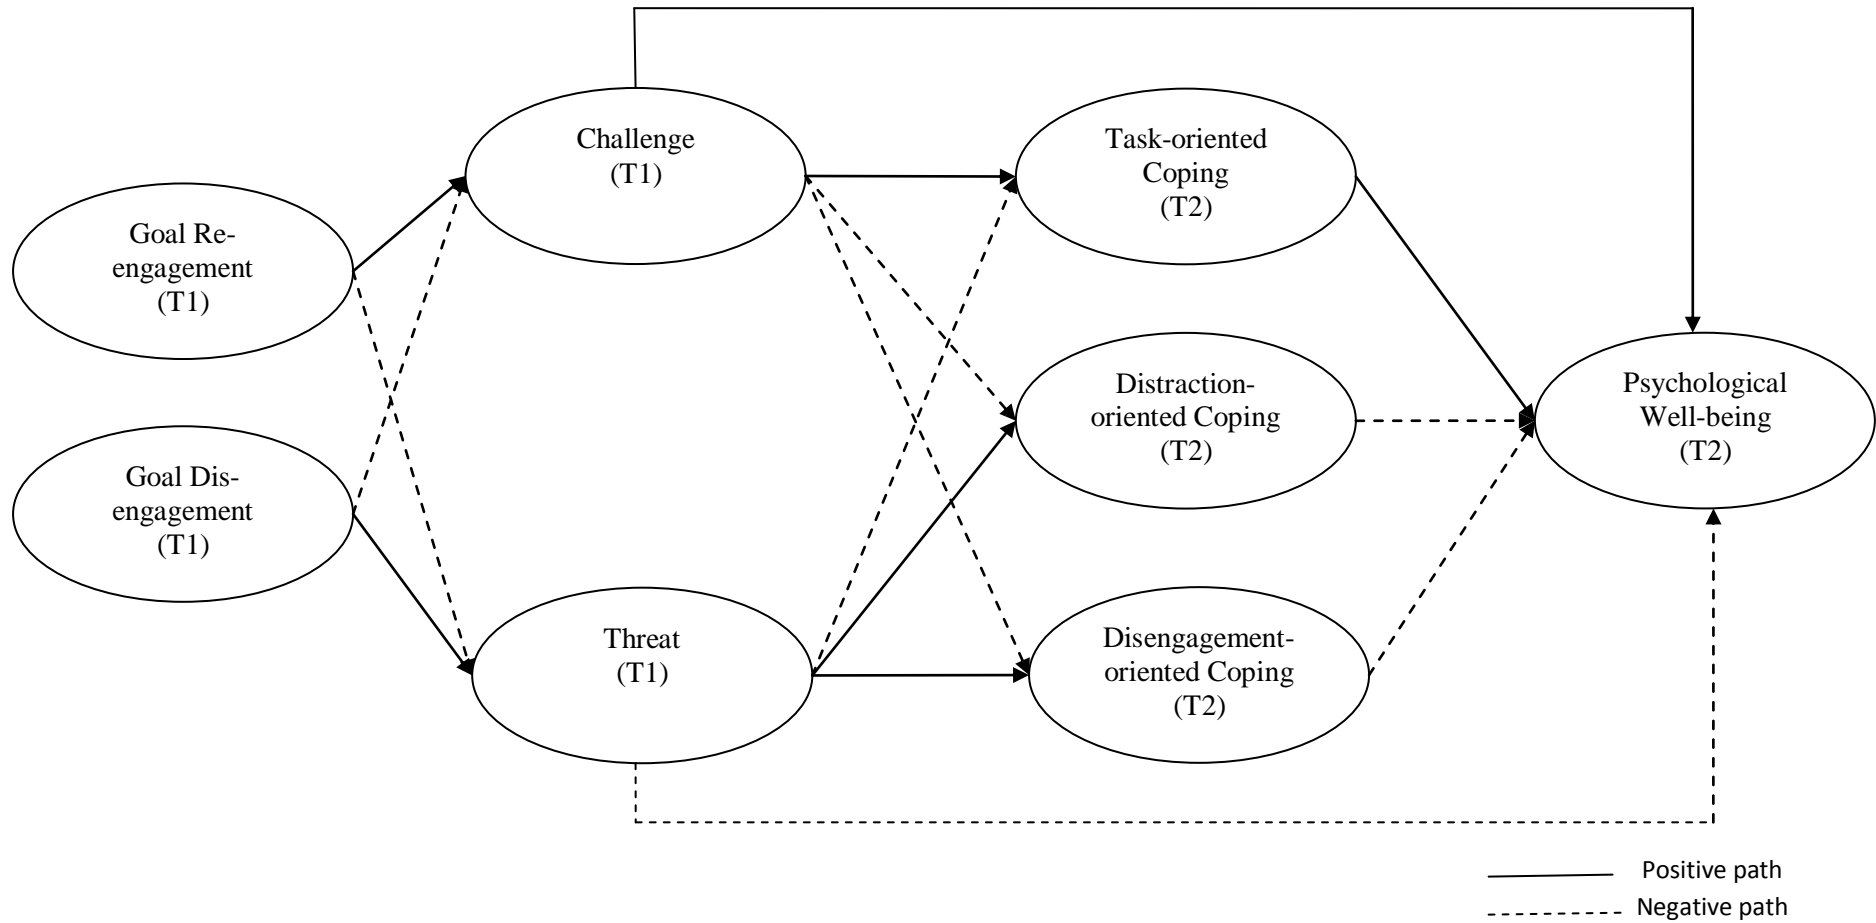 Challenge
(T1)
Task-oriented
Coping
(T2)
Goal Re-
engagement
(T1)
Distraction-
oriented Coping
(T2)
Psychological
Well-being
(T2)
Goal Dis-
engagement
(T1)
Threat
(T1)
Disengagement-
oriented Coping
(T2)
Positive path
Negative path